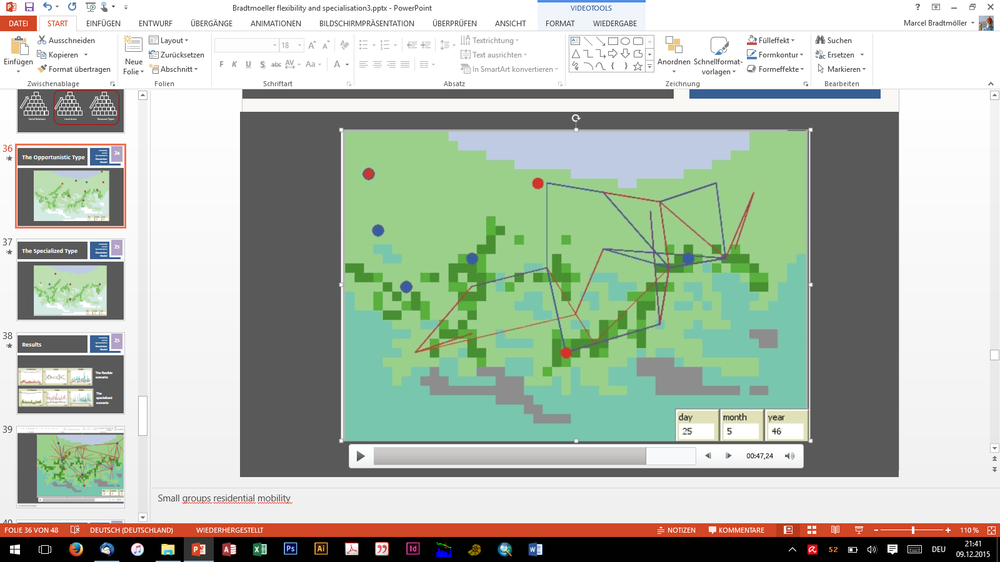 Bradtmoeller flexibility and specialisation3.pptx - PowerPoint
VIDEOTOOLS
DATEI START EINFÜGEN ENTWURF ÜBERGÄNGE ANIMATIONEN BILDSCHIRMPRÄSENTATION ÜBERPRÜFEN ANSICHT FORMAT WIEDERGABE
Marcel Bradtmöller
Einfügen
Ausschneiden
Kopieren
Format übertragen
Zwischenablage
Neue
Folie
Layout
Zurücksetzen
Abschnitt
Folien
18
F K U S abc AV Aa A
Schriftart
Textrichtung
Text ausrichten
In SmartArt konvertieren
Absatz
Anordnen
Schnellformat-
vorlagen
Fülleffekt
Formkontur
Formeffekte
Zeichnung
Suchen
Ersetzen
Markieren
Bearbeiten
Social Relations Local Areas Resource Types
36
The Opportunistic Type
24
37
The Specialized Type
25
38
Results
25
The flexible
scenario
The
specialized
scenario
39
40
day month year
25 5 46
00:47,24
Small groups residential mobility
FOLIE 36 VON 48 DEUTSCH (DEUTSCHLAND) WIEDERHERGESTELLT NOTIZEN KOMMENTARE 110 %
52 DEU
21:41
09.12.2015